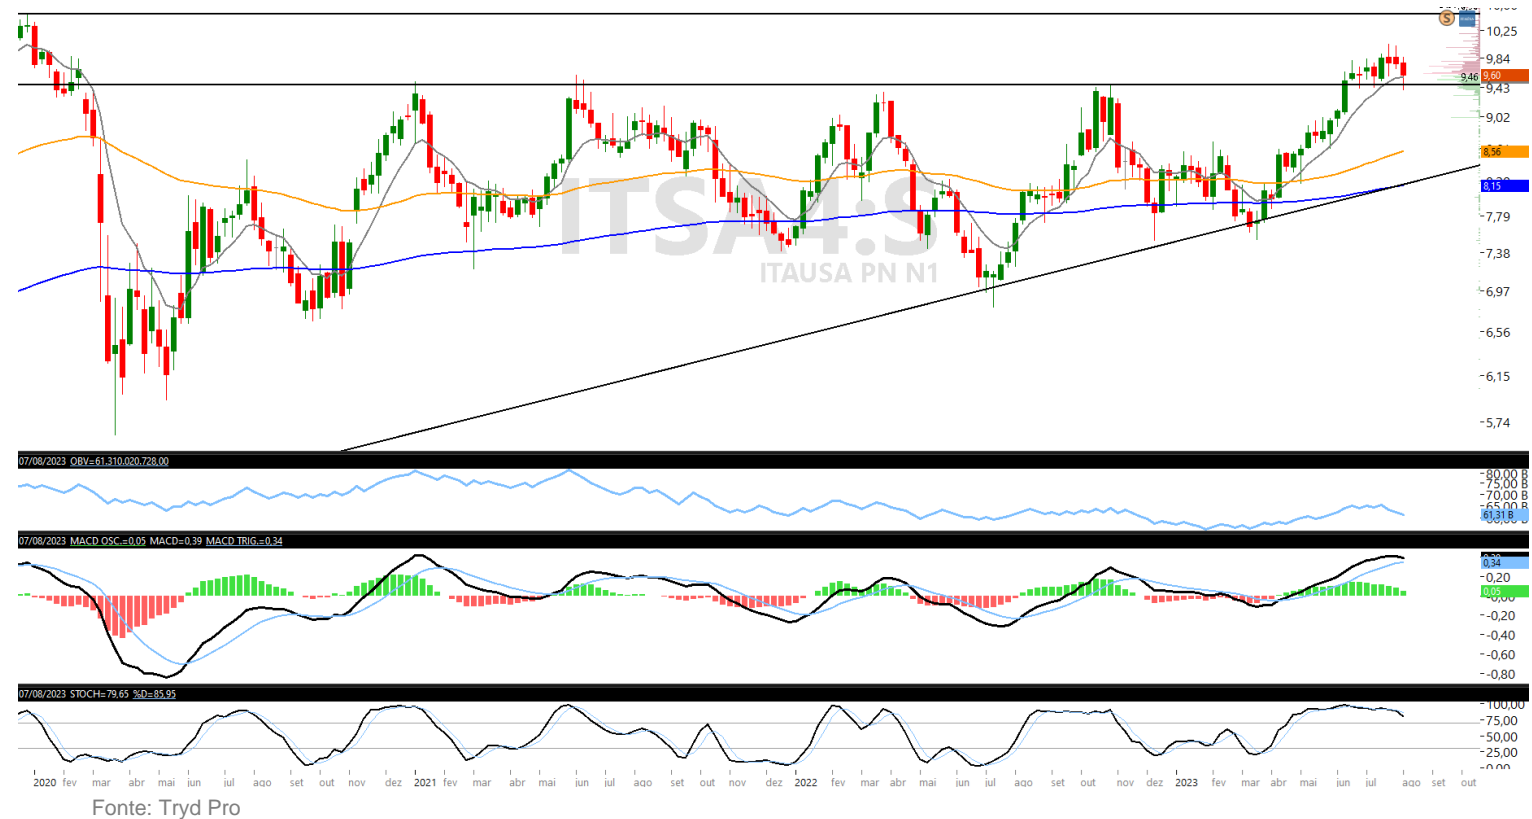 10,25
9,84
9,46
9,60
9,43
9,02
8,56
8,15
7,79
7,38
6,97
6,56
6,15
5,74
ITSA4:S
ITAUSA PN N1
S
07/08/2023 OBV=61.310.020.728,00
80,00 B
75,00 B
70,00 B
65,00 B
61,31 B
07/08/2023 MACD OSC.=0,05 MACD=0,39 MACD TRIG.=0,34
0,34
0,20
0,05
-0,20
-0,40
-0,60
-0,80
07/08/2023 STOCH=79,65 %D=85,95
100,00
75,00
50,00
25,00
0,00
2020 fev mar abr mai jun jul ago set out nov dez 2021 fev mar abr mai jun jul ago set out nov dez 2022 fev mar abr mai jun jul ago set out nov dez 2023 fev mar abr mai jun jul ago set out
Fonte: Tryd Pro